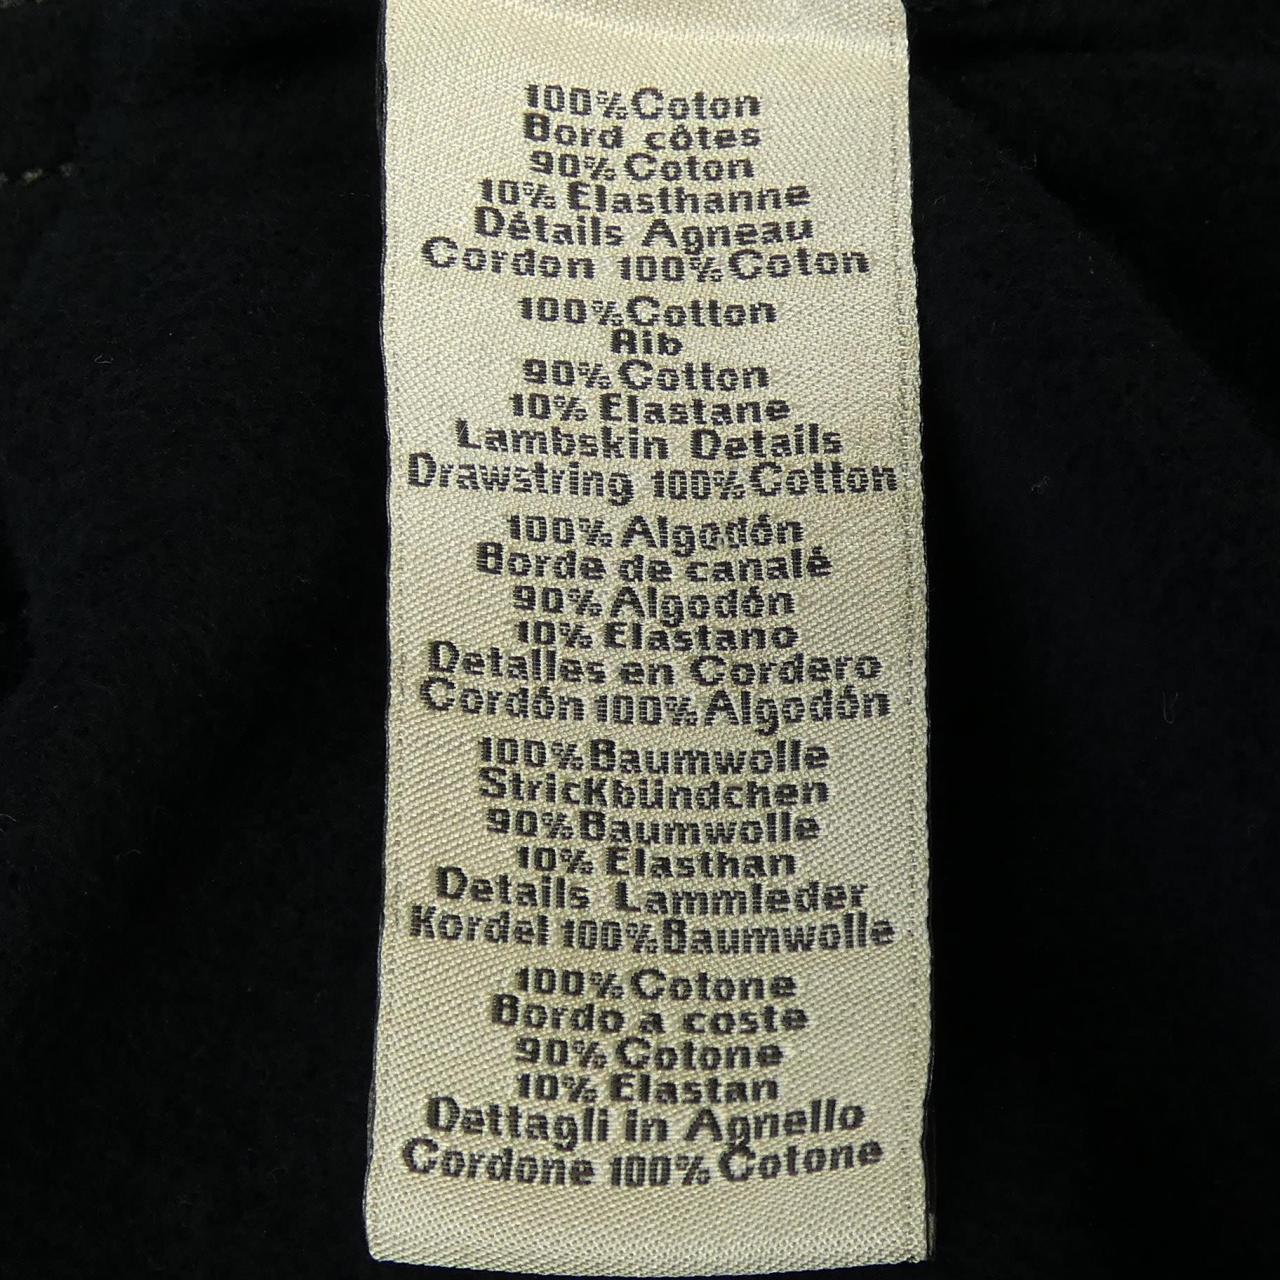 100%Coton
Bord côtes
90%Coton
10% Elasthanne
Détails Agneau
Cordon 100%Coton
100%Cotton
Rib
90%Cotton
10% Elastane
Lambskin Details
Drawstring 100%Cotton
100%Algodón
Borde de canalé
90%Algodón
10% Elastano
Detalles en Cordero
Cordón 100%Algodón
100%Baumwolle
Strickbündchen
90%Baumwolle
10% Elasthan
Details Lammleder
Kordel 100%Baumwolle
100%Cotone
Bordo a coste
90%Cotone
10% Elastan
Dettagli in Agnello
Cordone 100% Cotone